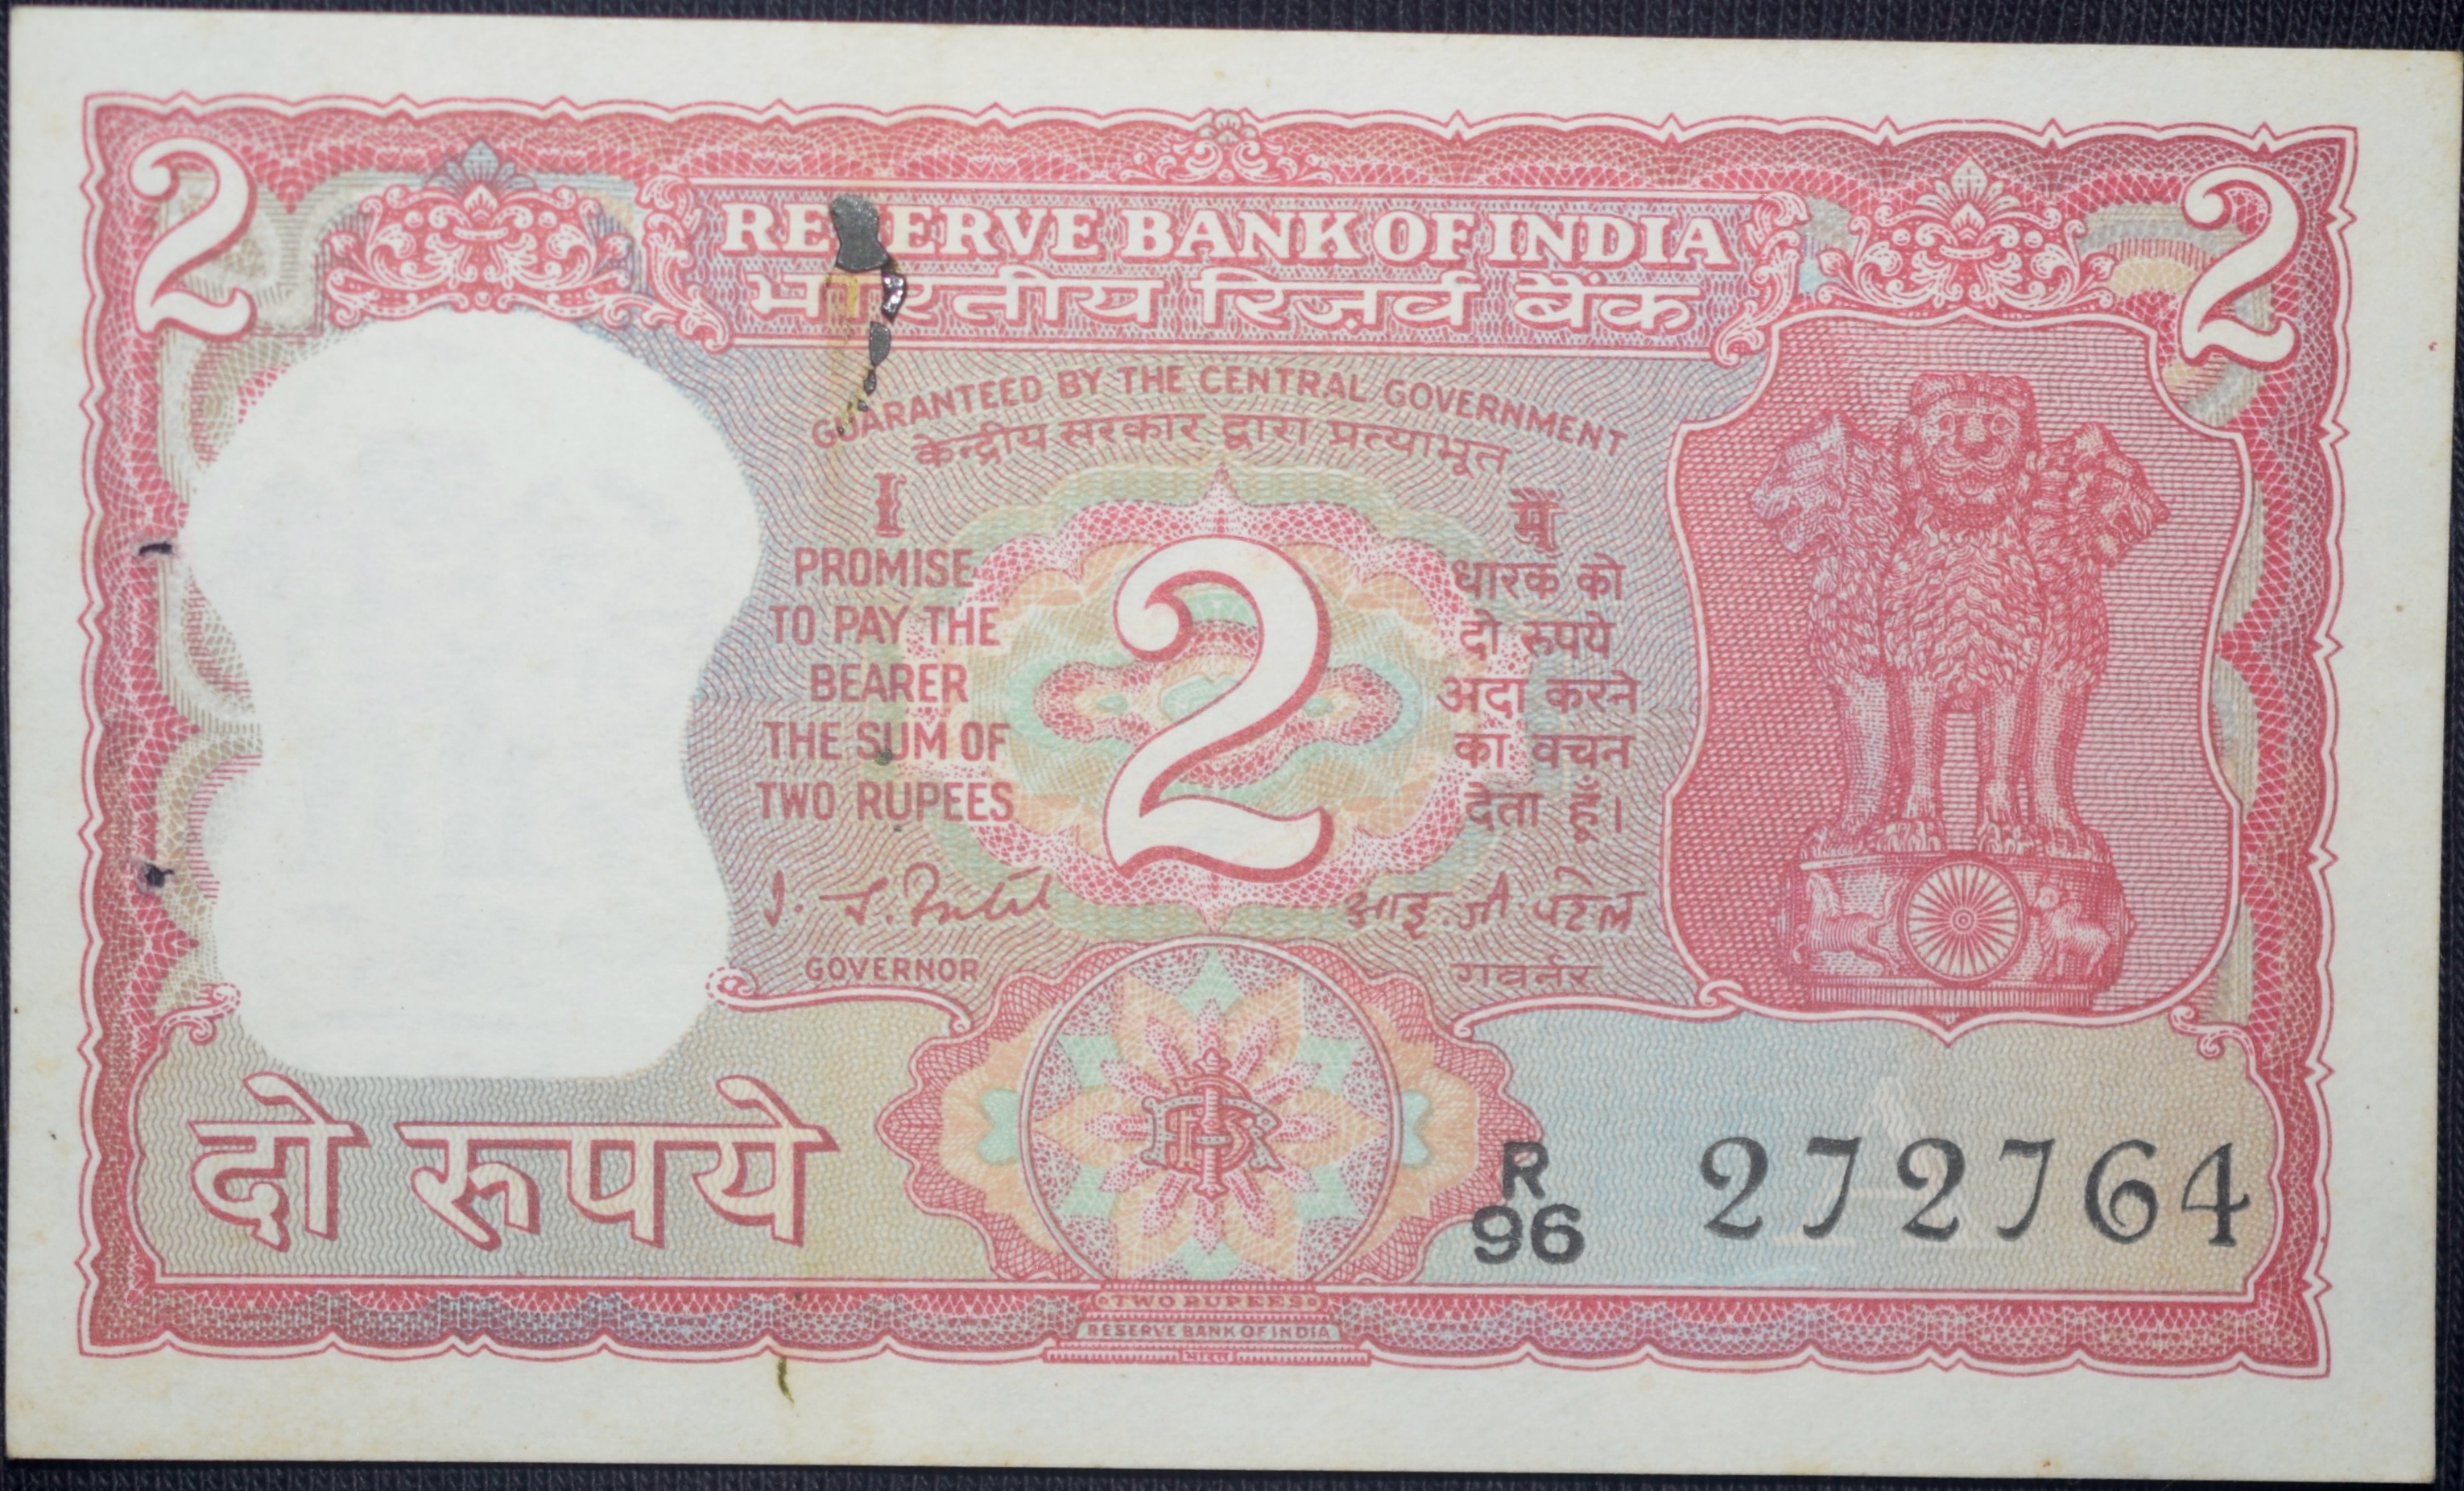 2 2
RESERVE BANK OF INDIA
भारतीय रिज़र्व बैंक
GUARANTEED BY THE CENTRAL GOVERNMENT
केन्द्रीय सरकार द्वारा प्रत्याभूत
I
PROMISE
TO PAY THE
BEARER
THE SUM OF
TWO RUPEES
2
मैं
धारक को
दो रुपये
अदा करने
का वचन
देता हूँ।
I. G. Patel
आइ. जी पटेल
GOVERNOR
गवर्नर
दो रूपये
R
96
272764
A
TWO RUPEES
RESERVE BANK OF INDIA
भारत